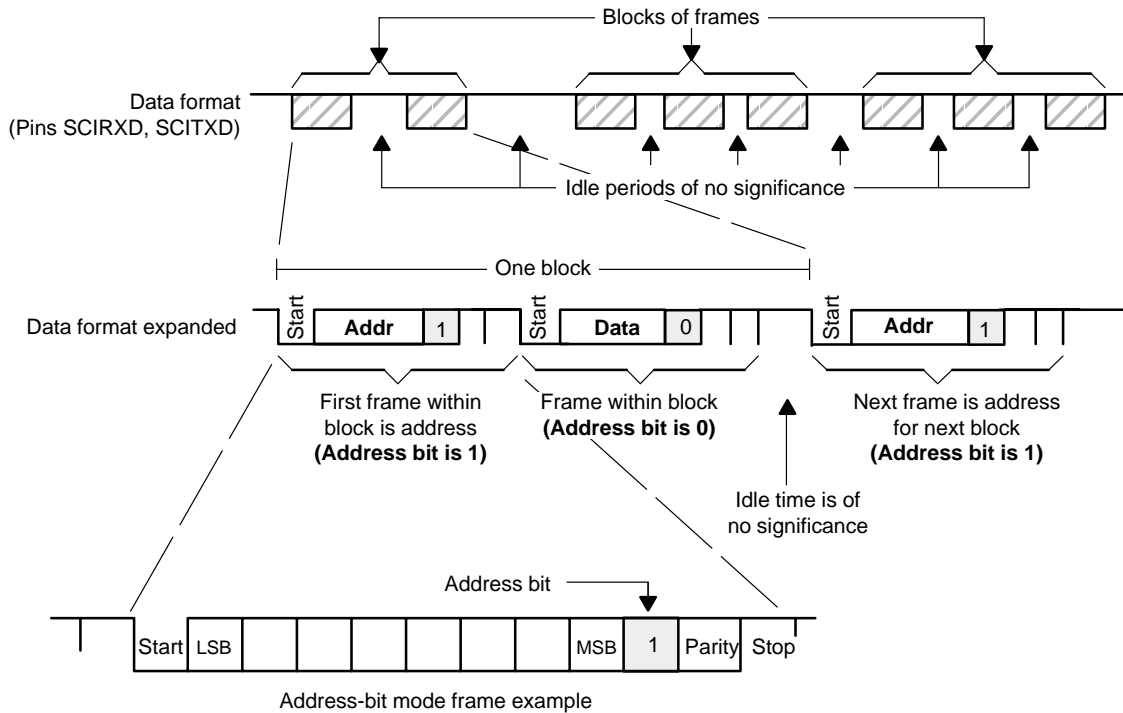 Blocks of frames
Data format
(Pins SCIRXD, SCITXD)
Idle periods of no significance
One block
Data format expanded
Start
Addr
1
Start
Data
0
Start
Addr
1
First frame within
block is address
(Address bit is 1)
Frame within block
(Address bit is 0)
Next frame is address
for next block
(Address bit is 1)
Idle time is of
no significance
Address bit
Start
LSB
MSB
1
Parity
Stop
Address-bit mode frame example